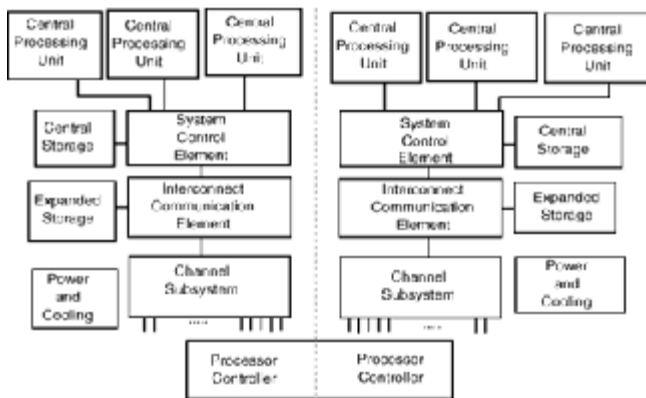 Central
Processing
Unit
Central
Processing
Unit
Central
Processing
Unit
Central
Processing
Unit
Central
Processing
Unit
Central
Processing
Unit
Central
Storage
System
Control
Element
System
Control
Element
Central
Storage
Expanded
Storage
Interconnect
Communication
Element
Interconnect
Communication
Element
Expanded
Storage
Power
and
Cooling
Channel
Subsystem
Channel
Subsystem
Power
and
Cooling
Processor
Controller
Processor
Controller